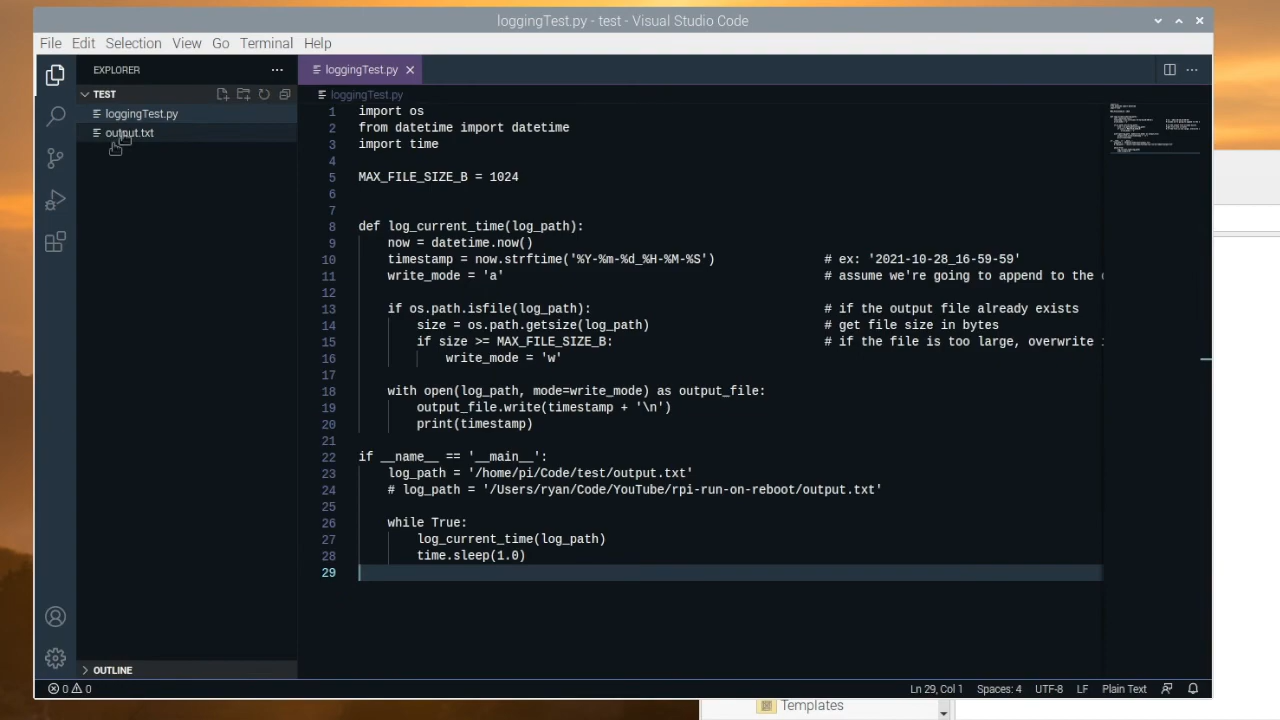 loggingTest.py - test - Visual Studio Code
File Edit Selection View Go Terminal Help
EXPLORER
loggingTest.py
TEST
loggingTest.py
output.txt
loggingTest.py
1 import os
2 from datetime import datetime
3 import time
4
5 MAX_FILE_SIZE_B = 1024
6
7
8 def log_current_time(log_path):
9 now = datetime.now()
10 timestamp = now.strftime('%Y-%m-%d_%H-%M-%S') # ex: '2021-10-28_16-59-59'
11 write_mode = 'a' # assume we're going to append to the
12
13 if os.path.isfile(log_path): # if the output file already exists
14 size = os.path.getsize(log_path) # get file size in bytes
15 if size >= MAX_FILE_SIZE_B: # if the file is too large, overwrite
16 write_mode = 'w'
17
18 with open(log_path, mode=write_mode) as output_file:
19 output_file.write(timestamp + '\n')
20 print(timestamp)
21
22 if __name__ == '__main__':
23 log_path = '/home/pi/Code/test/output.txt'
24 # log_path = '/Users/ryan/Code/YouTube/rpi-run-on-reboot/output.txt'
25
26 while True:
27 log_current_time(log_path)
28 time.sleep(1.0)
29
OUTLINE
0 0
Ln 29, Col 1 Spaces: 4 UTF-8 LF Plain Text
Templates